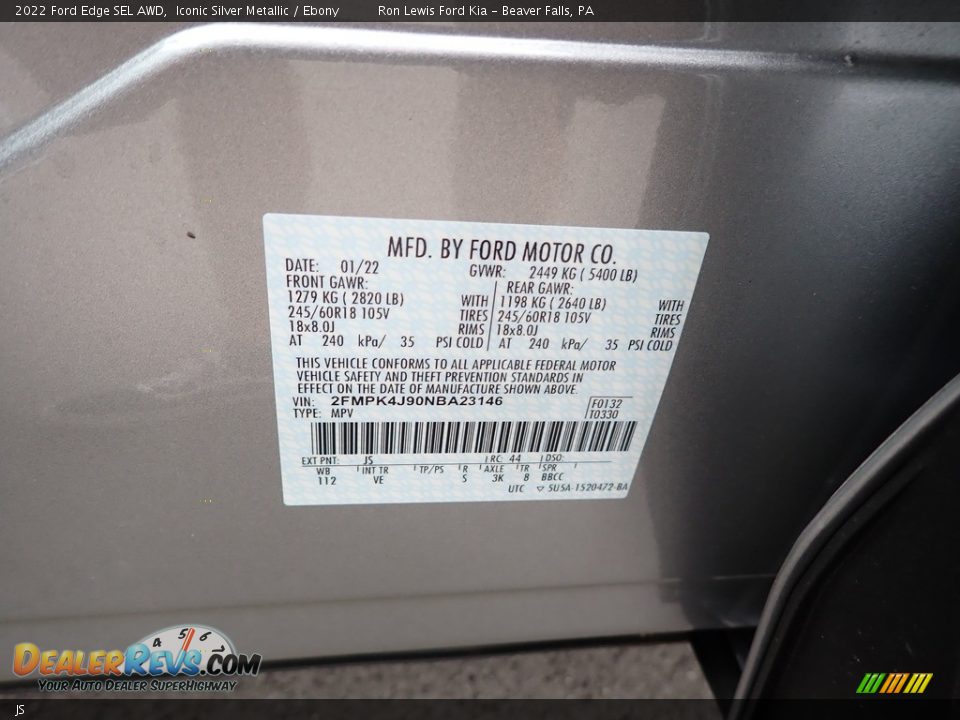 2022 Ford Edge SEL AWD,  Iconic Silver Metallic / Ebony    Ron Lewis Ford Kia - Beaver Falls, PA
MFD. BY FORD MOTOR CO.
DATE: 01/22 GVWR: 2449 KG ( 5400 LB)
FRONT GAWR: REAR GAWR:
1279 KG ( 2820 LB) WITH 1198 KG ( 2640 LB) WITH
245/60R18 105V TIRES 245/60R18 105V TIRES
18x8.0J RIMS 18x8.0J RIMS
AT 240 kPa/ 35 PSI COLD AT 240 kPa/ 35 PSI COLD
THIS VEHICLE CONFORMS TO ALL APPLICABLE FEDERAL MOTOR
VEHICLE SAFETY AND THEFT PREVENTION STANDARDS IN
EFFECT ON THE DATE OF MANUFACTURE SHOWN ABOVE.
VIN: 2FMPK4J90NBA23146 F0132
TYPE: MPV T0330
EXT PNT: JS RC: 44 DSO:
WB INT TR TP/PS R AXLE TR SPR
112 VE S 3K 8 BBCC
UTC ▽ 5U5A-1520472-BA
4 5 6
DEALERREVS.COM
YOUR AUTO DEALER SUPERHIGHWAY
JS